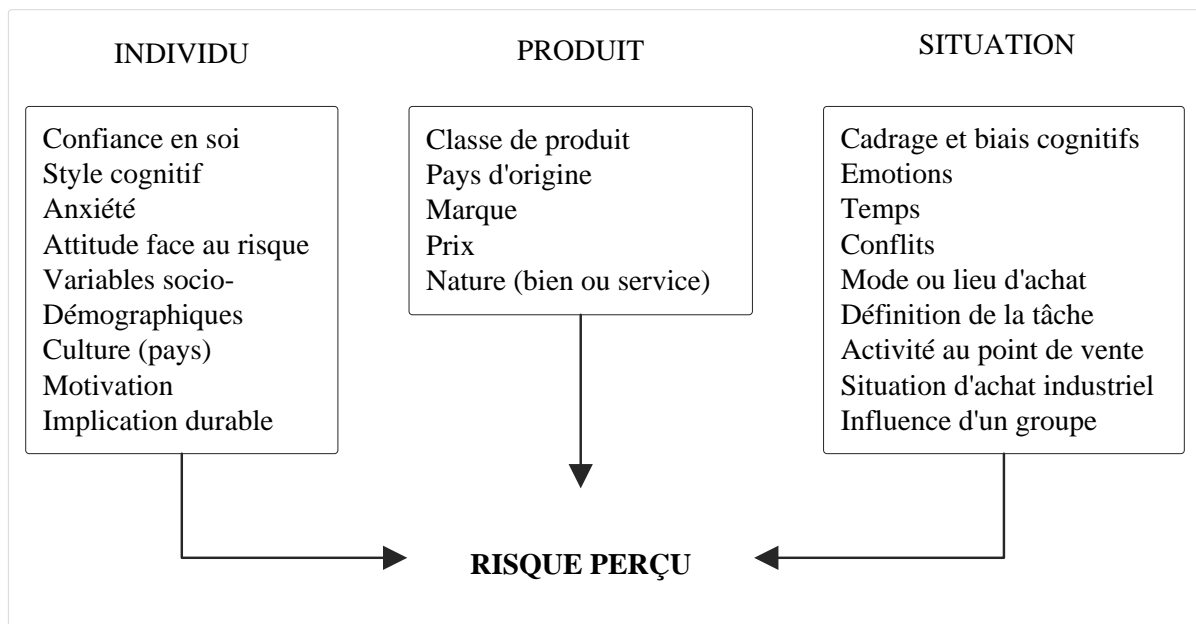 INDIVIDU
Confiance en soi
Style cognitif
Anxiété
Attitude face au risque
Variables socio-
Démographiques
Culture (pays)
Motivation
Implication durable
PRODUIT
Classe de produit
Pays d'origine
Marque
Prix
Nature (bien ou service)
SITUATION
Cadrage et biais cognitifs
Emotions
Temps
Conflits
Mode ou lieu d'achat
Définition de la tâche
Activité au point de vente
Situation d'achat industriel
Influence d'un groupe
RISQUE PERÇU